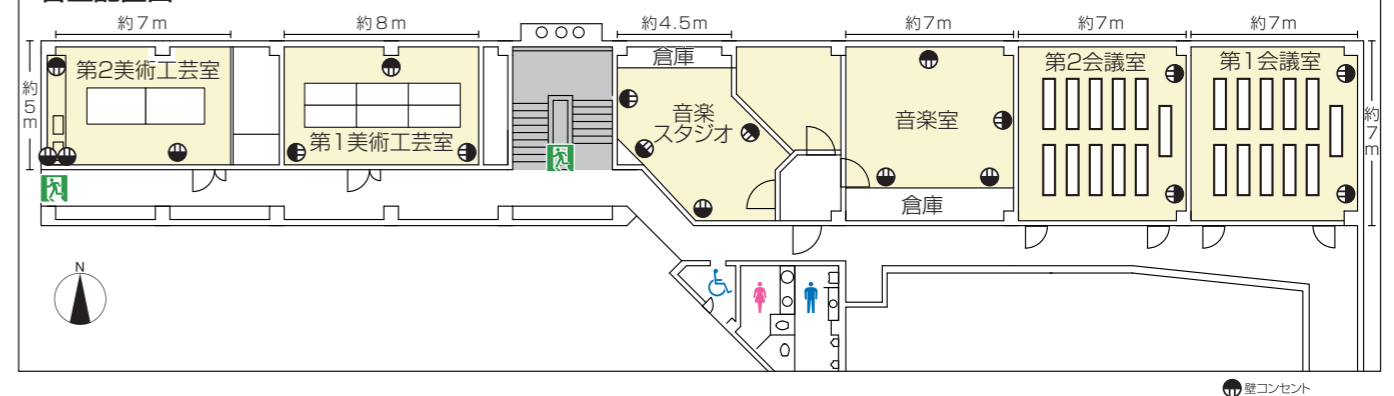 約7m
約8m
約4.5m
約7m
約7m
約7m
倉庫
第2美術工芸室
第2会議室
第1会議室
約5m
音楽
スタジオ
音楽室
約7m
第1美術工芸室
倉庫
N
壁コンセント